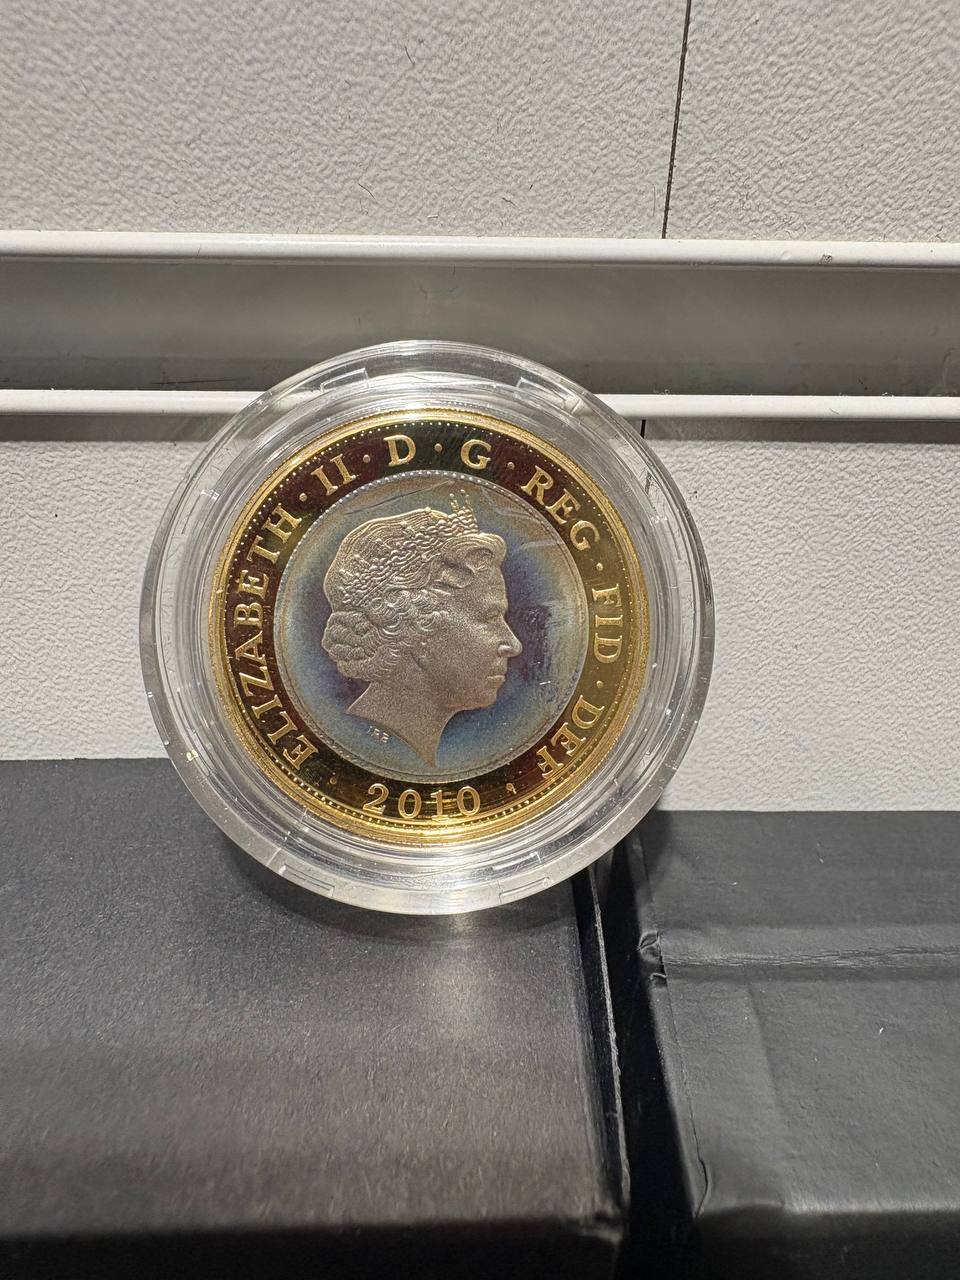 ELIZABETH · II · D · G · REG · FID · DEF · 2010 ·
IRB